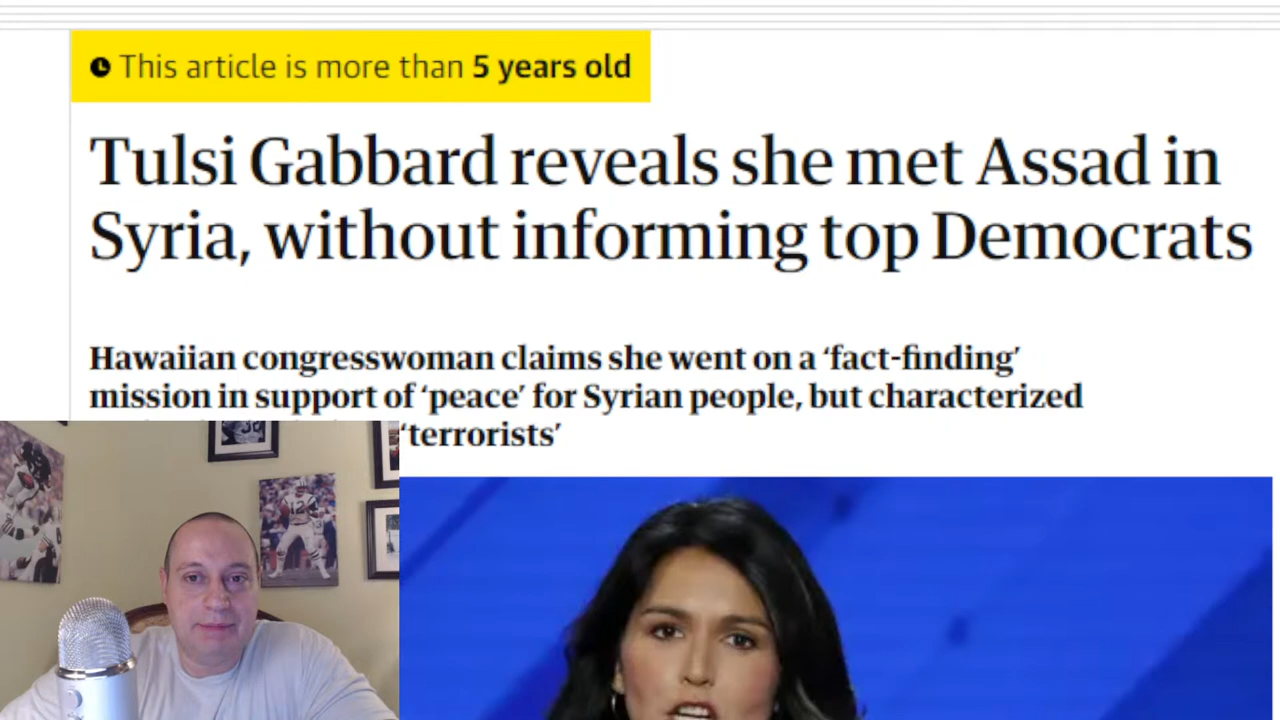 This article is more than 5 years old
Tulsi Gabbard reveals she met Assad in
Syria, without informing top Democrats
Hawaiian congresswoman claims she went on a ‘fact-finding’
mission in support of ‘peace’ for Syrian people, but characterized
‘terrorists’
12